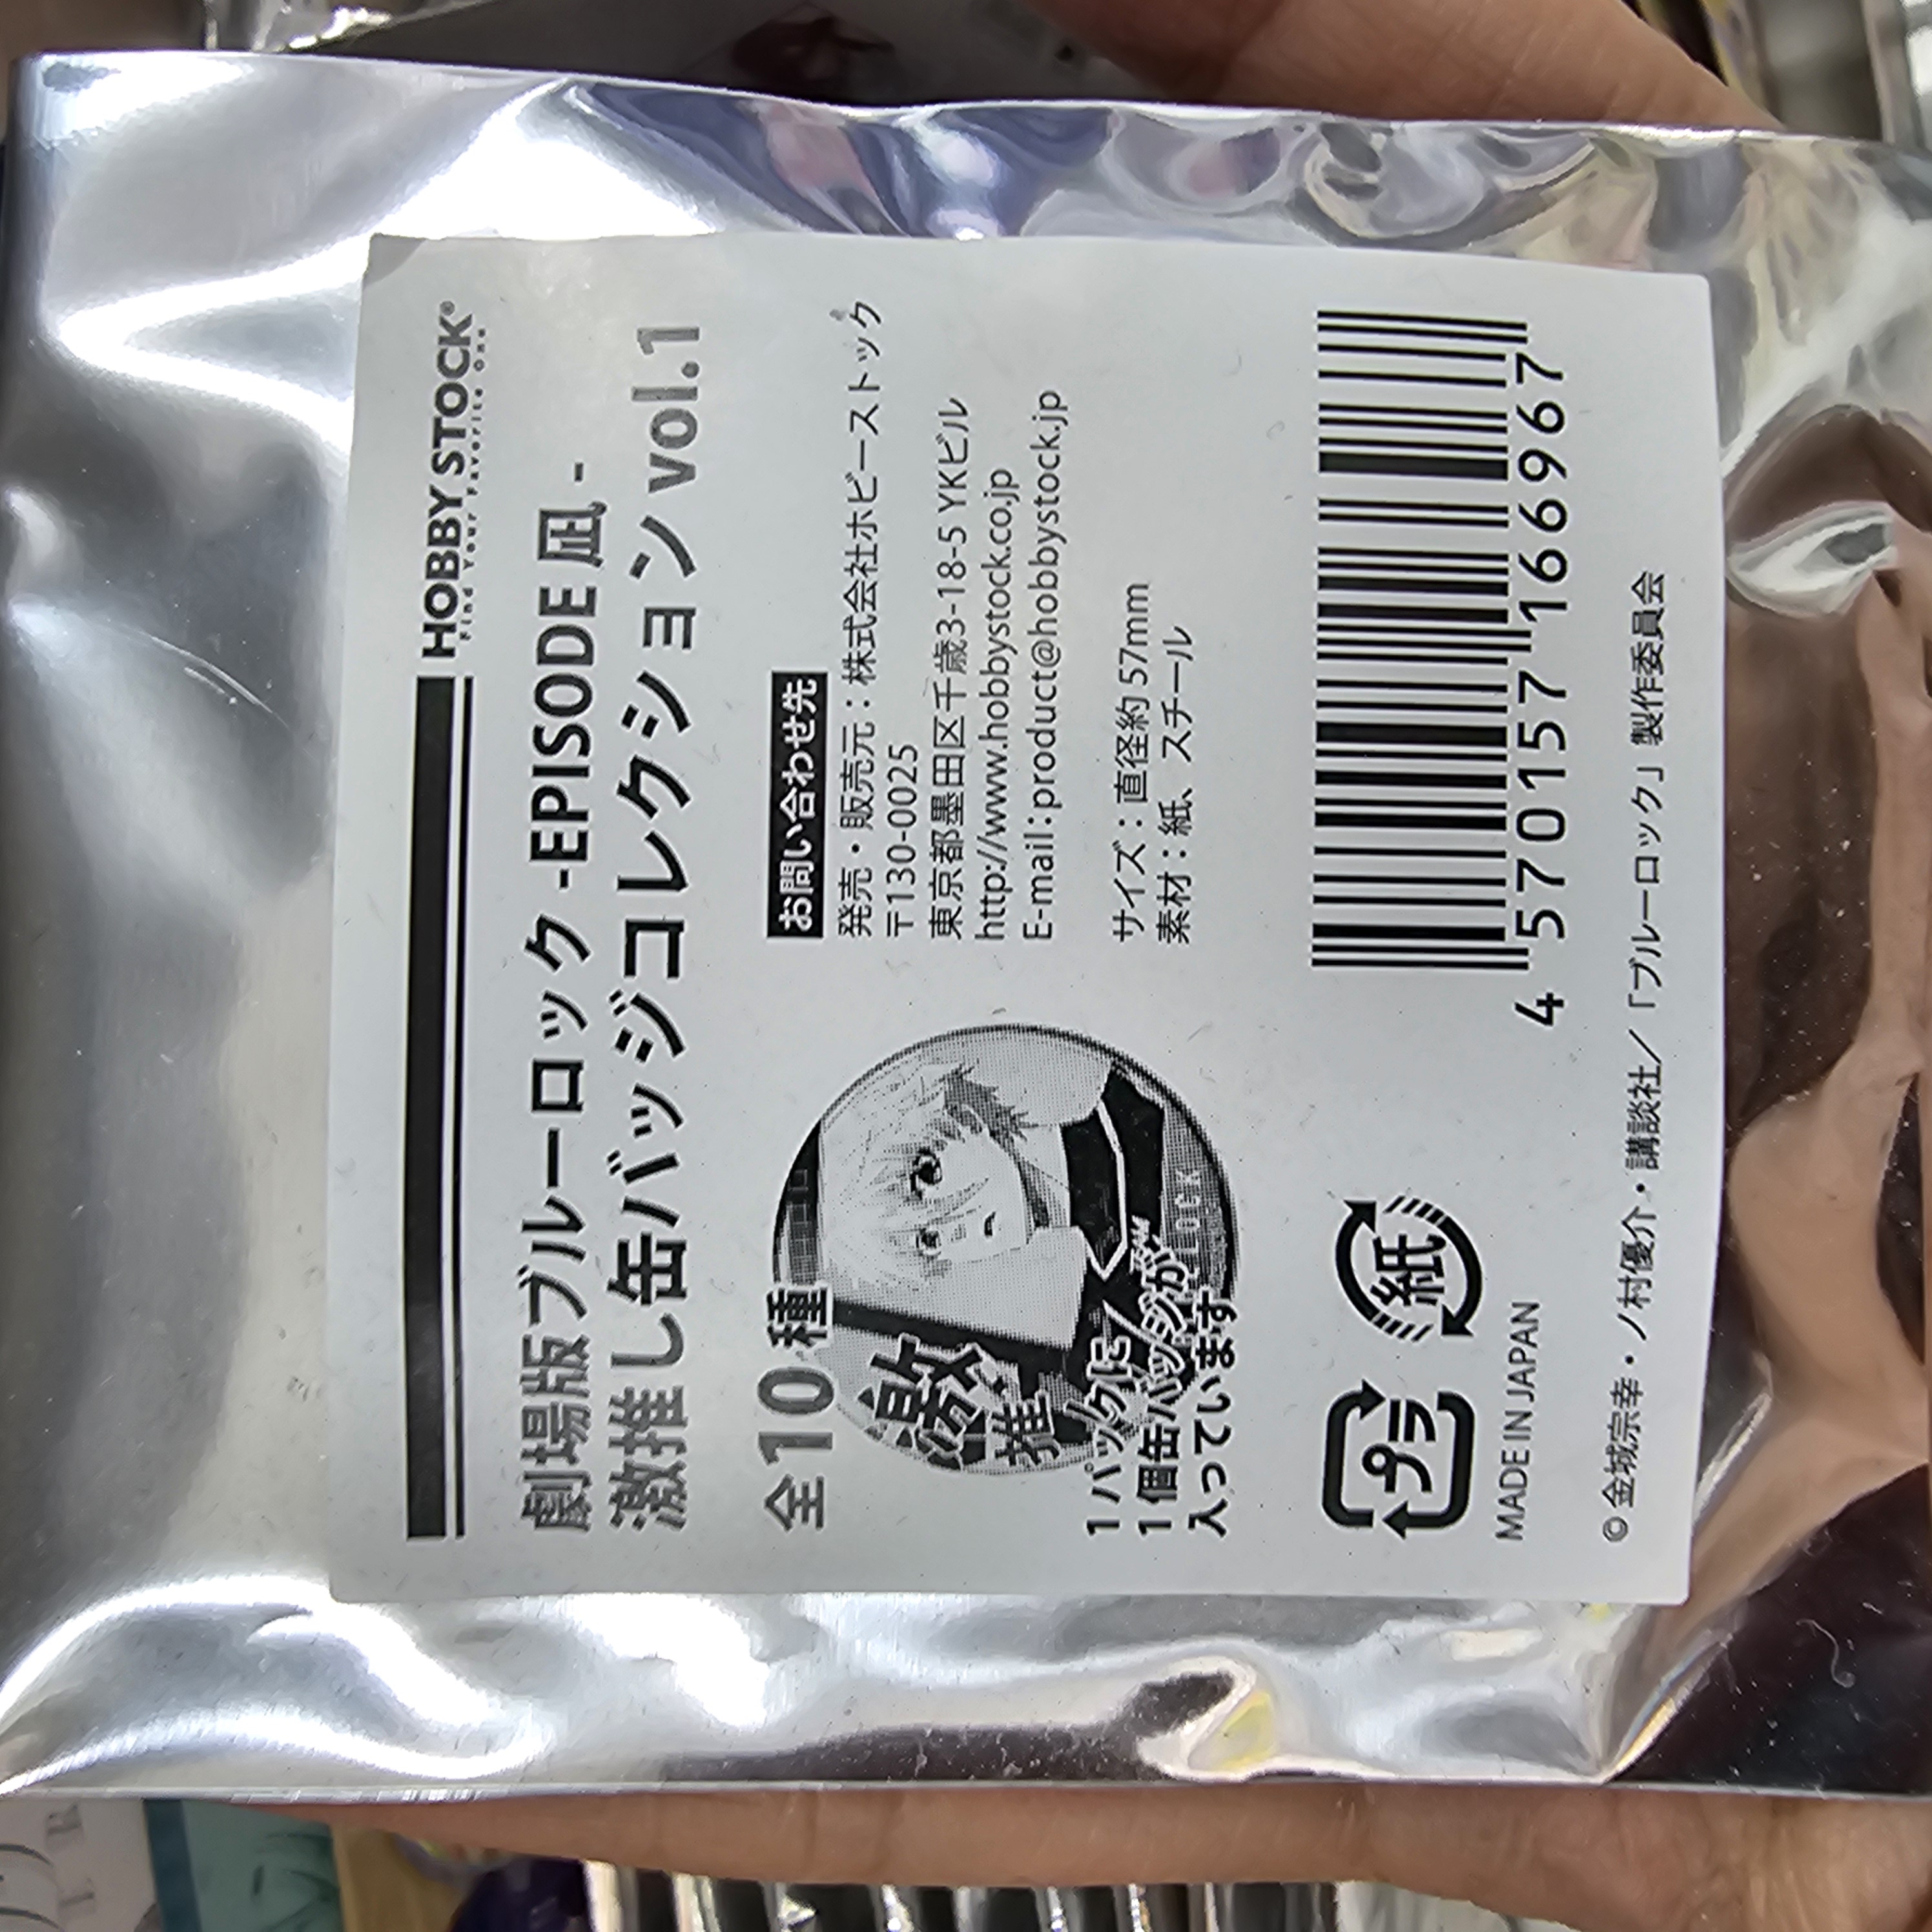 HOBBY STOCK®
Find Your Favorite One
劇場版ブルーロック -EPISODE 凪 -
激推し缶バッジコレクション vol.1
全10種
激
推
1パックに
1個缶バッジが
入っています
お問い合わせ先
発売・販売元：株式会社ホビーストック
〒130-0025
東京都墨田区千歳3-18-5 YKビル
http://www.hobbystock.co.jp
E-mail:product@hobbystock.jp
サイズ：直径約57mm
素材：紙、スチール
プラ
紙
MADE IN JAPAN
4 570157 166967
©金城宗幸・ノ村優介・講談社／「ブルーロック」製作委員会